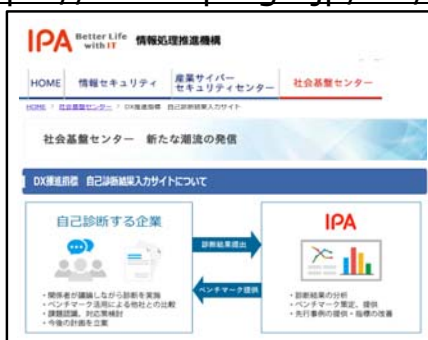 IPA Better Life with IT 情報処理推進機構
HOME 情報セキュリティ 産業サイバーセキュリティセンター 社会基盤センター
HOME > 社会基盤センター > DX推進指標 自己診断結果入力サイト
社会基盤センター 新たな潮流の発信
DX推進指標 自己診断結果入力サイトについて
自己診断する企業
・関係者が議論しながら診断を実施
・ベンチマーク活用による他社との比較
・課題認識、対応策検討
・今後の計画を立案
診断結果提出
ベンチマーク提供
IPA
・診断結果の分析
・ベンチマーク策定、提供
・先行事例の提供・指標の改善